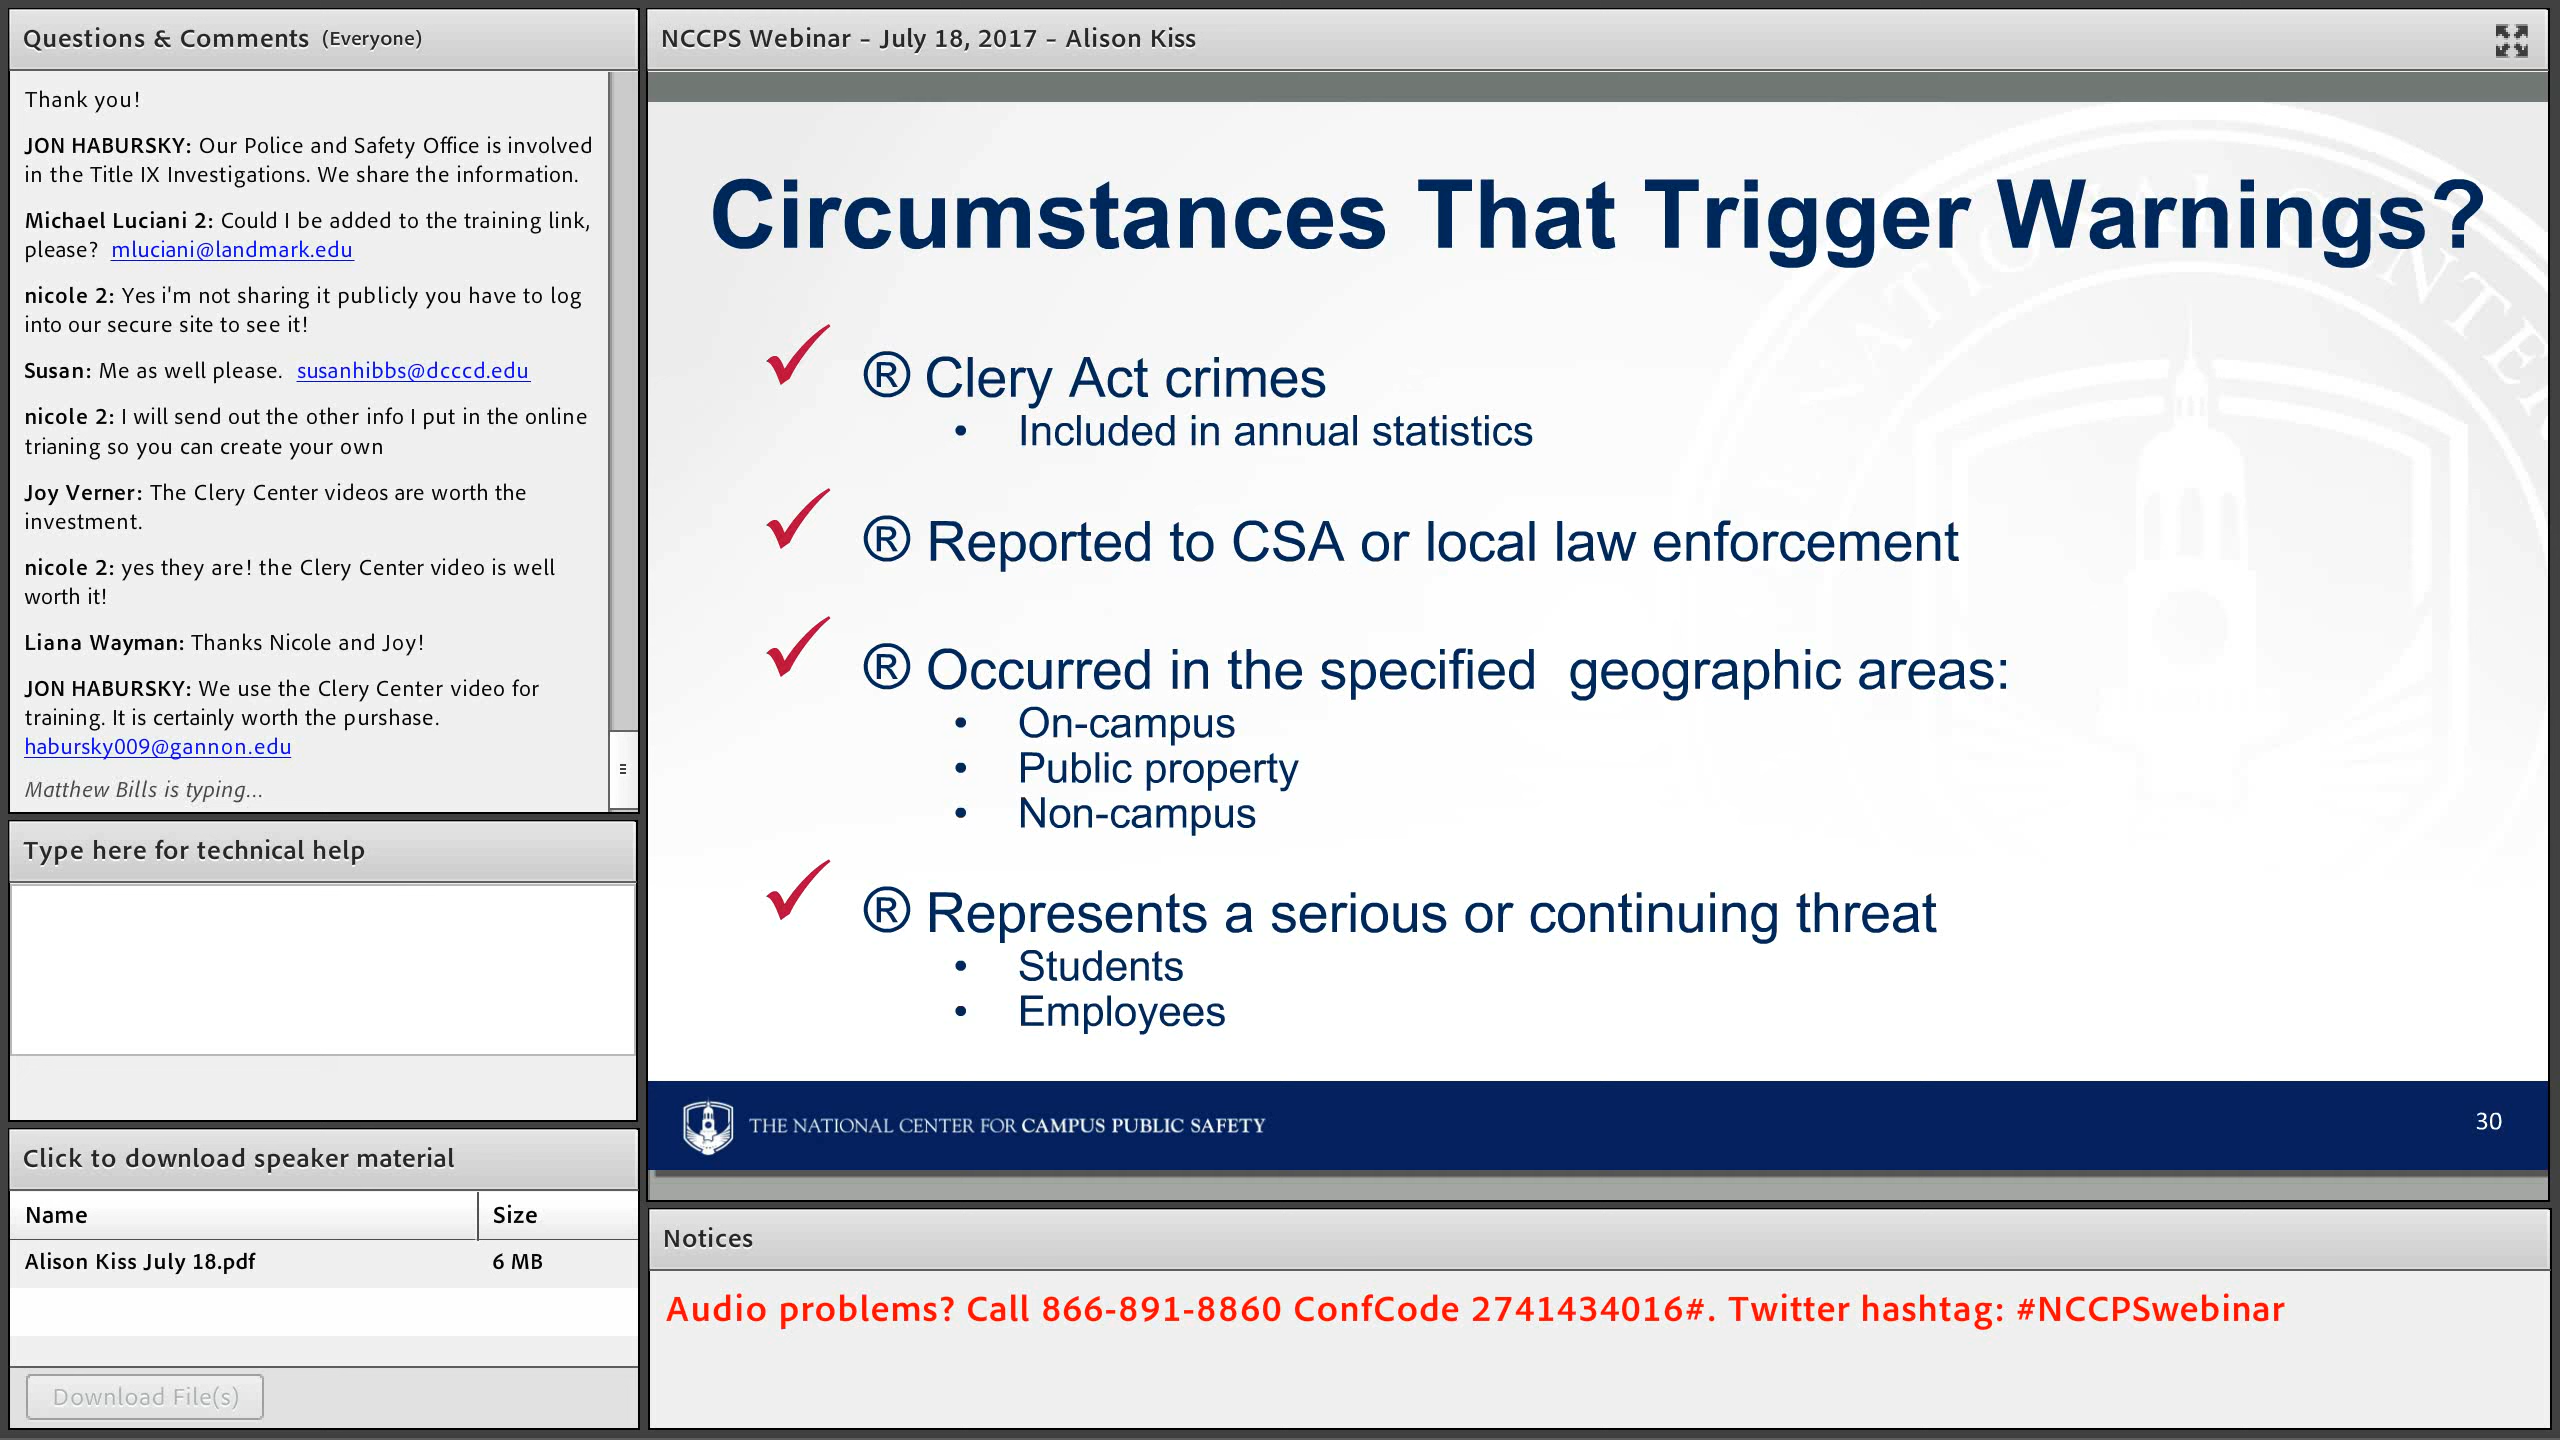 Questions & Comments (Everyone)
Thank you!
JON HABURSKY: Our Police and Safety Office is involved
in the Title IX Investigations. We share the information.
Michael Luciani 2: Could I be added to the training link,
please? mluciani@landmark.edu
nicole 2: Yes i'm not sharing it publicly you have to log
into our secure site to see it!
Susan: Me as well please. susanhibbs@dcccd.edu
nicole 2: I will send out the other info I put in the online
trianing so you can create your own
Joy Verner: The Clery Center videos are worth the
investment.
nicole 2: yes they are! the Clery Center video is well
worth it!
Liana Wayman: Thanks Nicole and Joy!
JON HABURSKY: We use the Clery Center video for
training. It is certainly worth the purshase.
habursky009@gannon.edu
Matthew Bills is typing...
Type here for technical help
Click to download speaker material
Name Size
Alison Kiss July 18.pdf 6 MB
Download File(s)
NCCPS Webinar - July 18, 2017 - Alison Kiss
Circumstances That Trigger Warnings?
✓ ® Clery Act crimes
• Included in annual statistics
✓ ® Reported to CSA or local law enforcement
✓ ® Occurred in the specified geographic areas:
• On-campus
• Public property
• Non-campus
✓ ® Represents a serious or continuing threat
• Students
• Employees
NATIONAL CENTER
THE NATIONAL CENTER FOR CAMPUS PUBLIC SAFETY
30
Notices
Audio problems? Call 866-891-8860 ConfCode 2741434016#. Twitter hashtag: #NCCPSwebinar